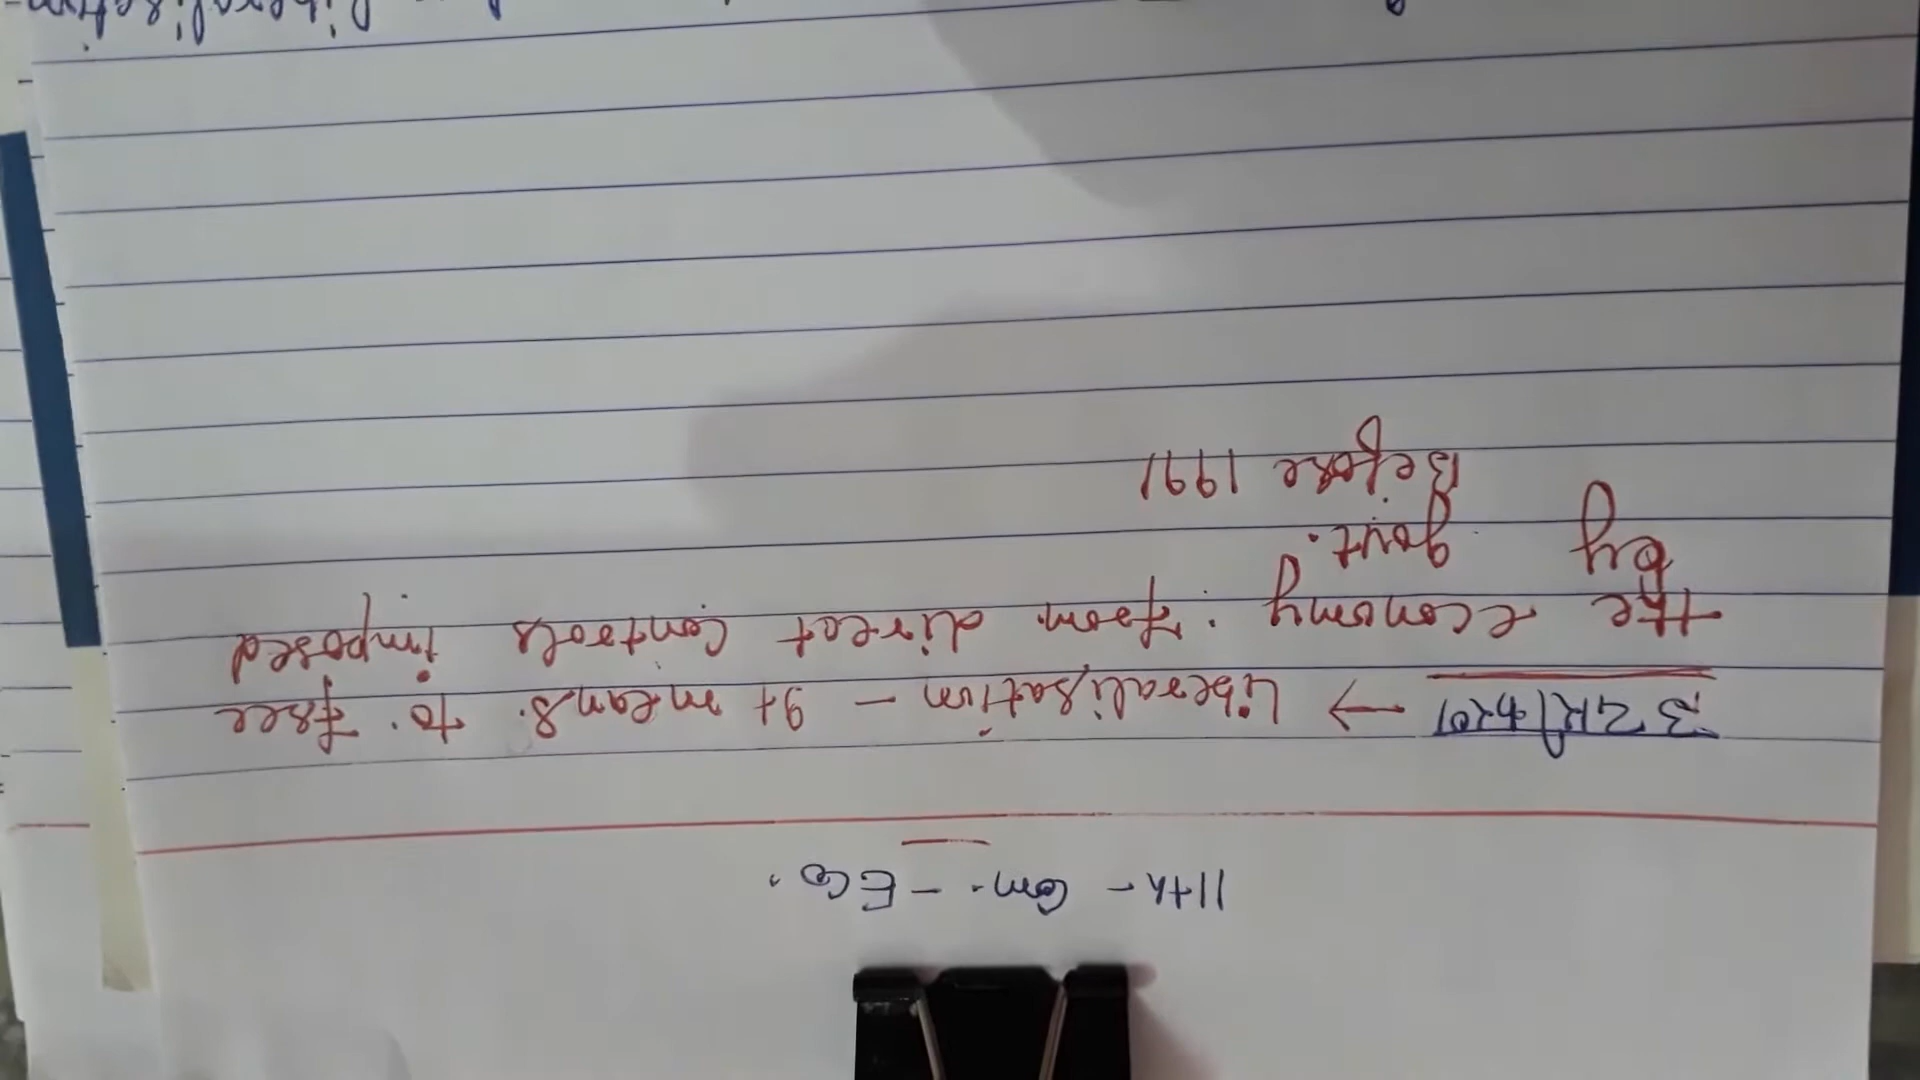 11th - Com. - Eco.
उदारीकरण → Liberalisation - It means to free
the economy from direct Controls imposed
by govt.
Before 1991
Liberalisation